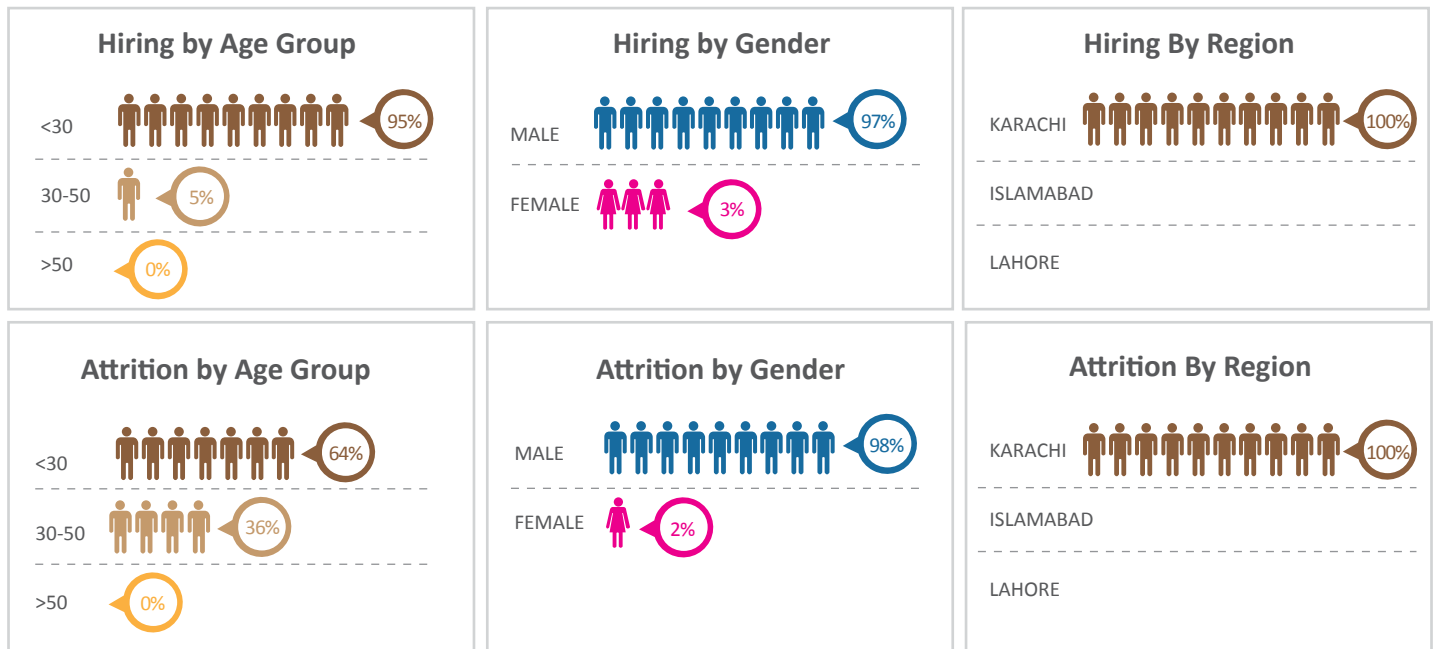 Hiring by Age Group
<30
95%
30-50
5%
>50
0%
Hiring by Gender
MALE
97%
FEMALE
3%
Hiring By Region
KARACHI
100%
ISLAMABAD
LAHORE
Attrition by Age Group
<30
64%
30-50
36%
>50
0%
Attrition by Gender
MALE
98%
FEMALE
2%
Attrition By Region
KARACHI
100%
ISLAMABAD
LAHORE